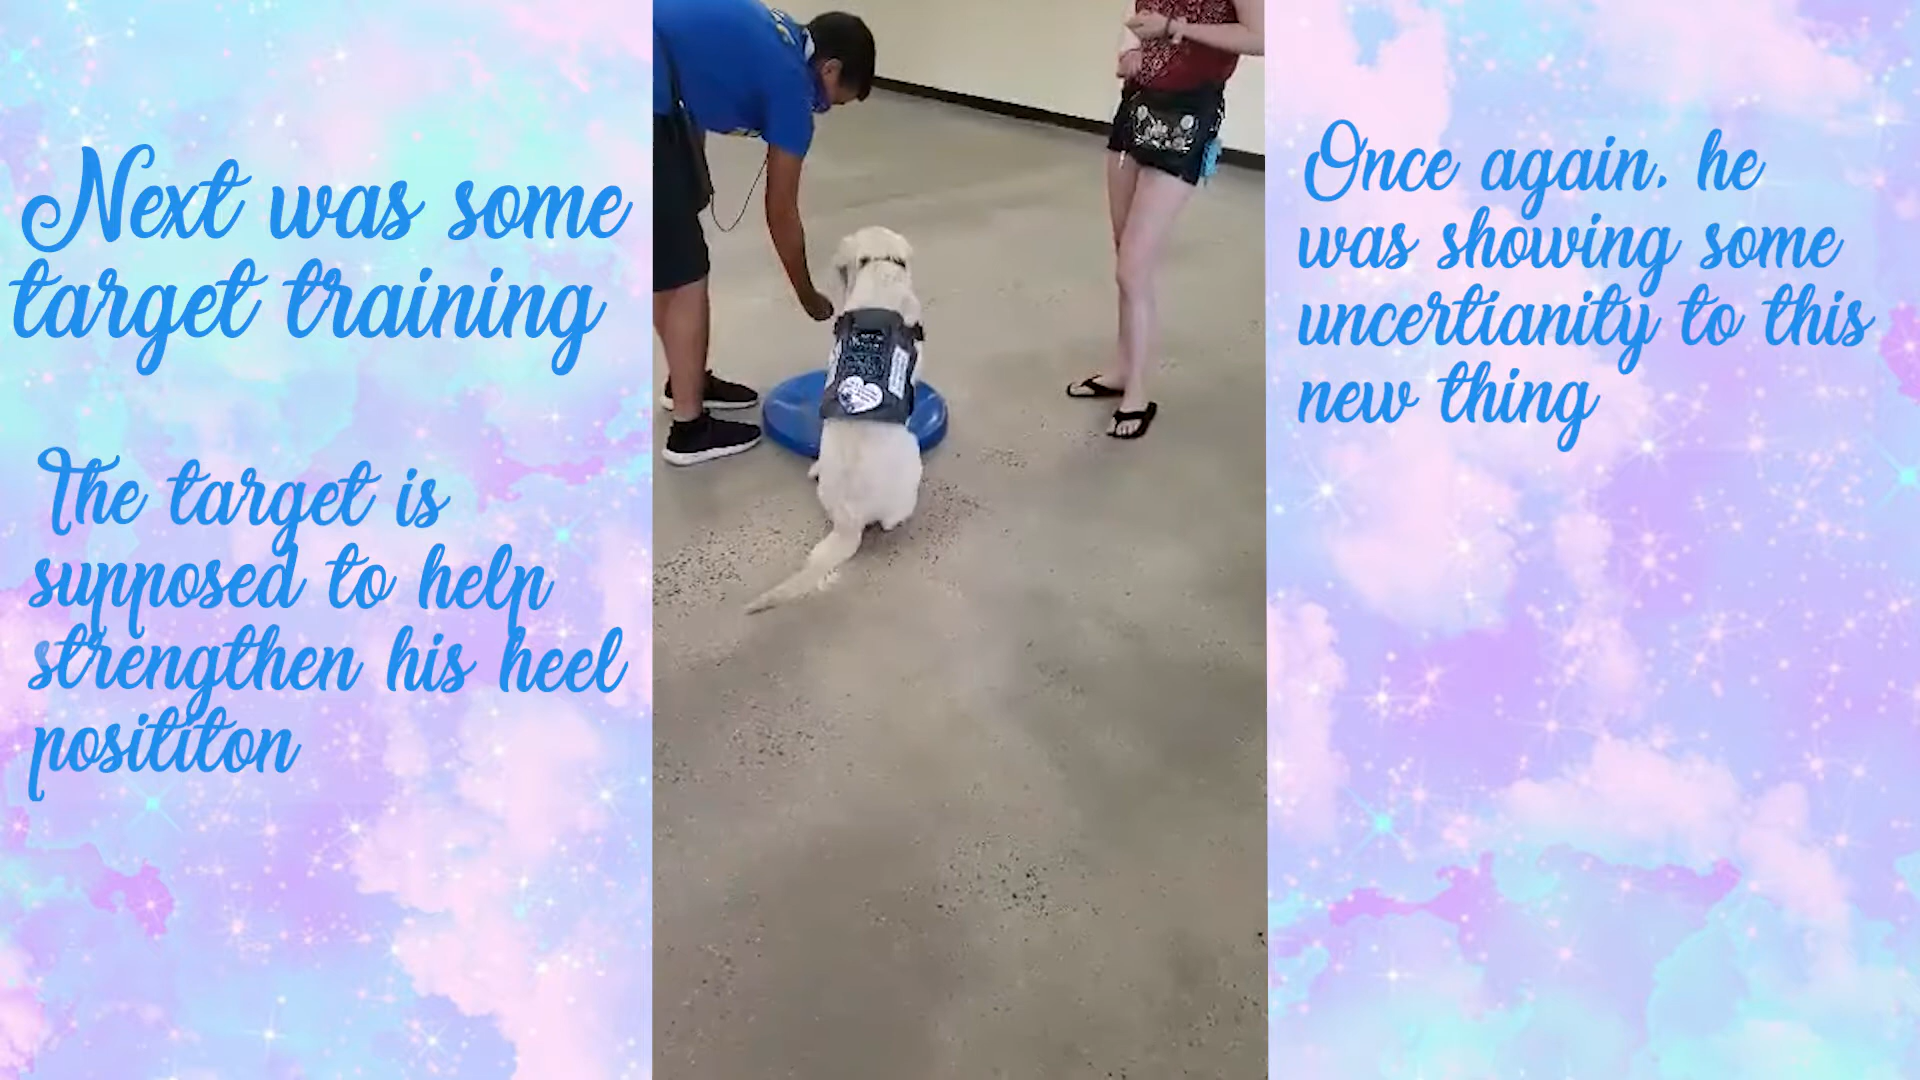 Next was some
target training
The target is
supposed to help
strengthen his heel
posititon
Once again, he
was showing some
uncertianity to this
new thing